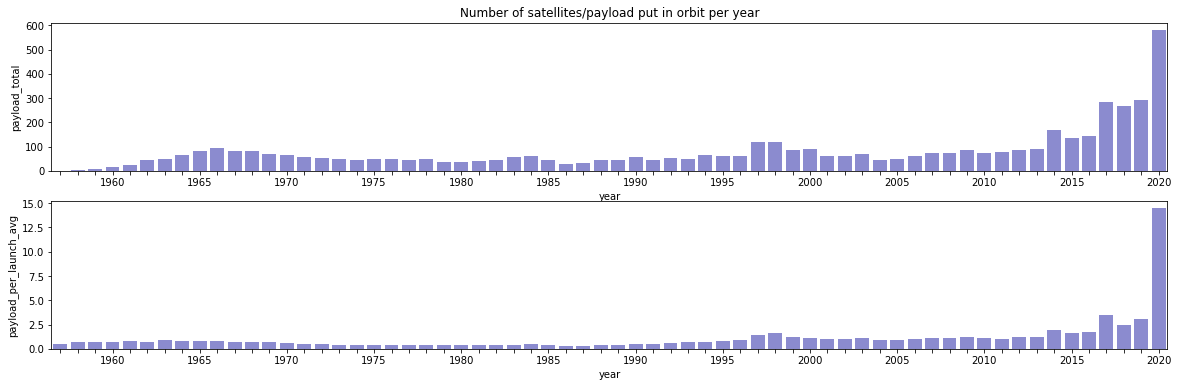 Number of satellites/payload put in orbit per year
payload_total
600
500
400
300
200
100
0
1960 1965 1970 1975 1980 1985 1990 1995 2000 2005 2010 2015 2020
year
payload_per_launch_avg
15.0
12.5
10.0
7.5
5.0
2.5
0.0
1960 1965 1970 1975 1980 1985 1990 1995 2000 2005 2010 2015 2020
year